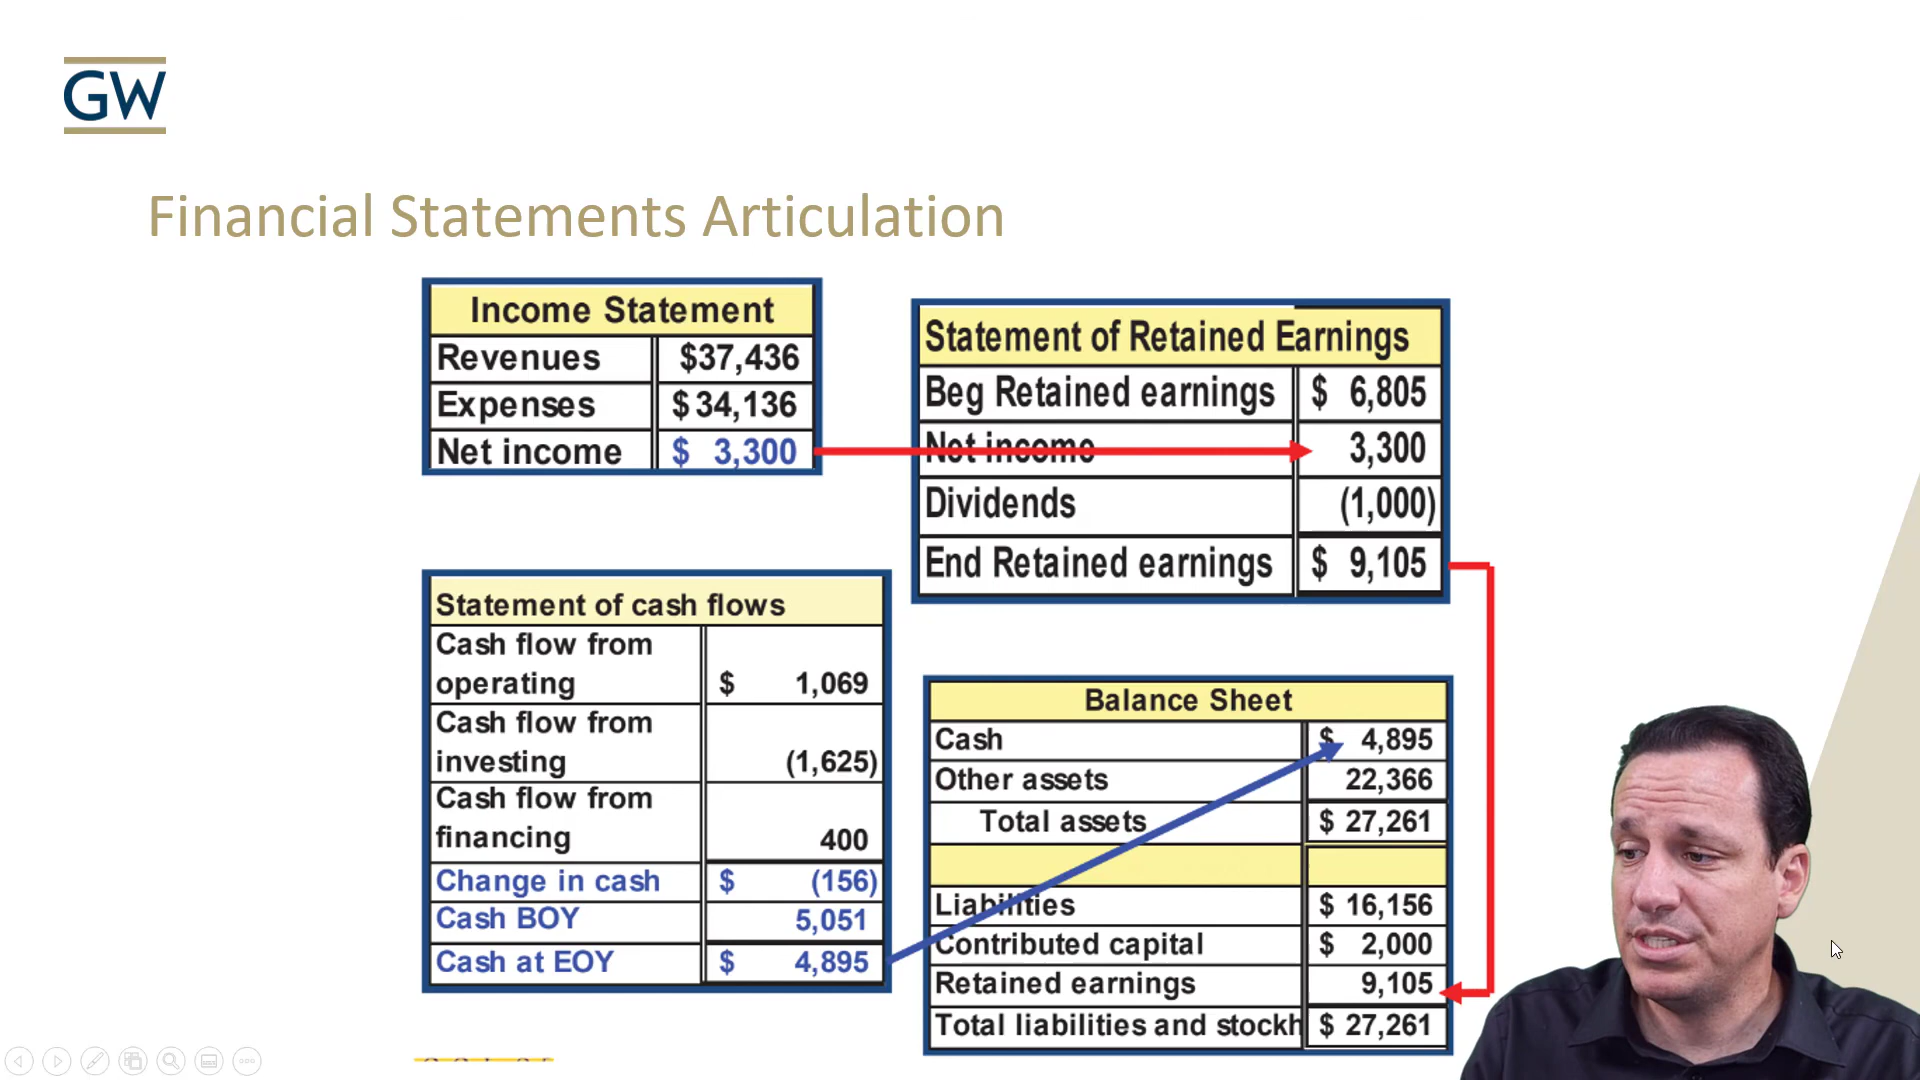 GW
Financial Statements Articulation
Income Statement
Revenues $37,436
Expenses $34,136
Net income $ 3,300
Statement of Retained Earnings
Beg Retained earnings $ 6,805
Net income 3,300
Dividends (1,000)
End Retained earnings $ 9,105
Statement of cash flows
Cash flow from
operating $ 1,069
Cash flow from
investing (1,625)
Cash flow from
financing 400
Change in cash $ (156)
Cash BOY 5,051
Cash at EOY $ 4,895
Balance Sheet
Cash $ 4,895
Other assets 22,366
Total assets $ 27,261
Liabilities $ 16,156
Contributed capital $ 2,000
Retained earnings 9,105
Total liabilities and stockh $ 27,261